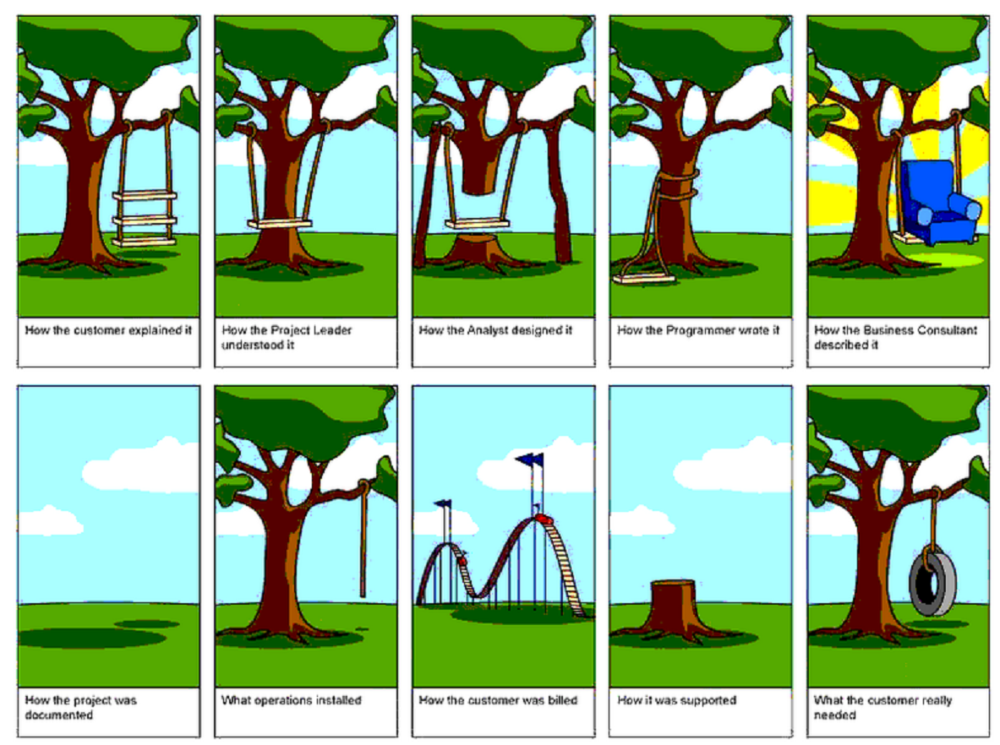 How the customer explained it
How the Project Leader
understood it
How the Analyst designed it
How the Programmer wrote it
How the Business Consultant
described it
How the project was
documented
What operations installed
How the customer was billed
How it was supported
What the customer really
needed